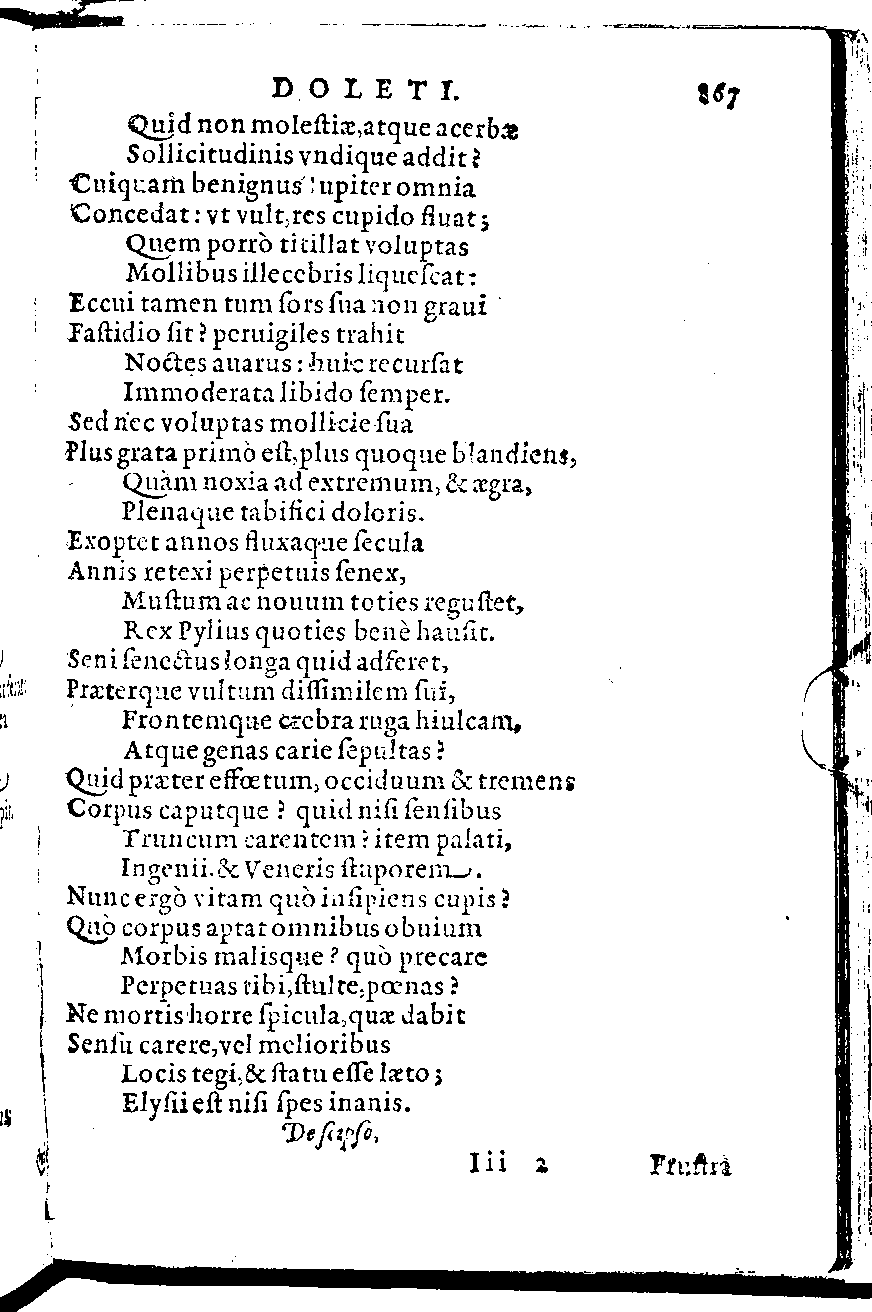 DOLETI. 867
Quid non molestiæ, atque acerbæ
Sollicitudinis vndique addit?
Cuiquam benignus Iupiter omnia
Concedat: vt vult, res cupido fluat;
Quem porrò titillat voluptas
Mollibus illecebris liquescat:
Eccui tamen tum sors sua non graui
Fastidio sit? peruigiles trahit
Noctes auarus: huic recursat
Immoderata libido semper.
Sed nec voluptas mollicie sua
Plus grata primò est, plus quoque blandiens,
Quàm noxia ad extremum, & ægra,
Plenaque tabifici doloris.
Exoptet annos fluxaque secula
Annis retexi perpetuis senex,
Mustum ac nouum toties regustet,
Rex Pylius quoties benè hausit.
Seni senectus longa quid adferet,
Præterque vultum dissimilem sui,
Frontemque crebra ruga hiulcam,
Atque genas carie sepultas?
Quid præter effœtum, occiduum & tremens
Corpus caputque? quid nisi sensibus
Truncum carentem? item palati,
Ingenii. & Veneris stuporem.
Nunc ergò vitam quò insipiens cupis?
Quò corpus aptat omnibus obuium
Morbis malisque? quò precare
Perpetuas tibi, stulte, pœnas?
Ne mortis horre spicula, quæ dabit
Sensu carere, vel melioribus
Locis tegi, & statu esse læto;
Elysii est nisi spes inanis.
De seipso,
Iii 2 Frustrà